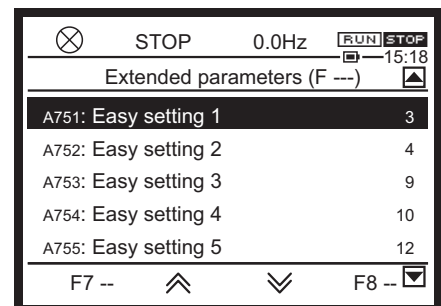 STOP 0.0Hz RUN STOP
15:18
Extended parameters (F ---)
A751: Easy setting 1 3
A752: Easy setting 2 4
A753: Easy setting 3 9
A754: Easy setting 4 10
A755: Easy setting 5 12
F7 -- F8 --